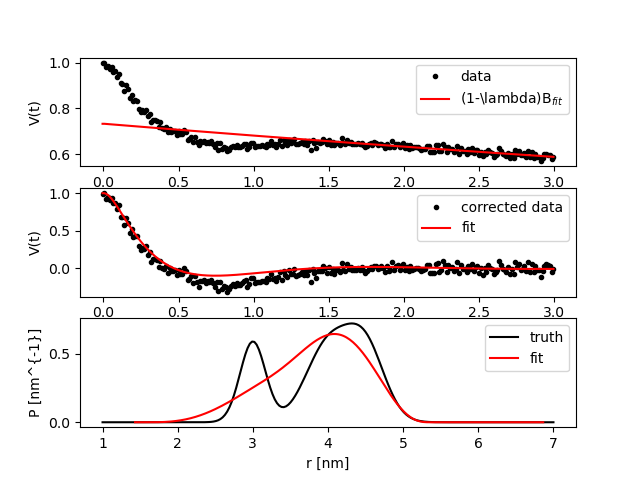 1.0
0.8
0.6
V(t)
data
(1-\lambda)B_{fit}
0.0 0.5 1.0 1.5 2.0 2.5 3.0
1.0
0.5
0.0
V(t)
corrected data
fit
0.0 0.5 1.0 1.5 2.0 2.5 3.0
0.5
0.0
P [nm^{-1}]
truth
fit
1 2 3 4 5 6 7
r [nm]